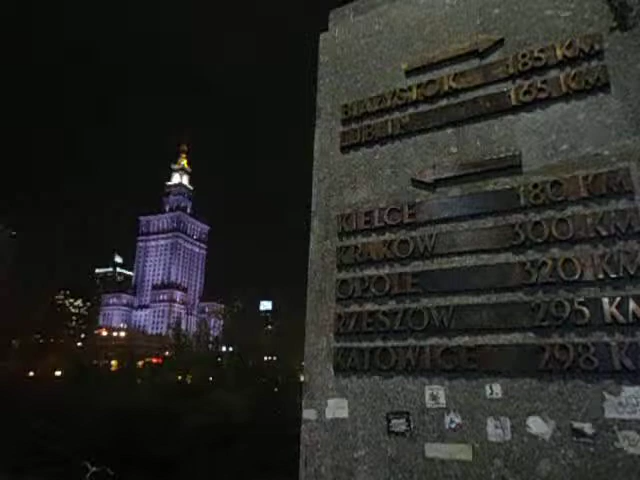 BIAŁYSTOK 185 KM
LUBLIN 165 KM
KIELCE 180 KM
KRAKÓW 300 KM
OPOLE 320 KM
RZESZÓW 295 KM
KATOWICE 298 K